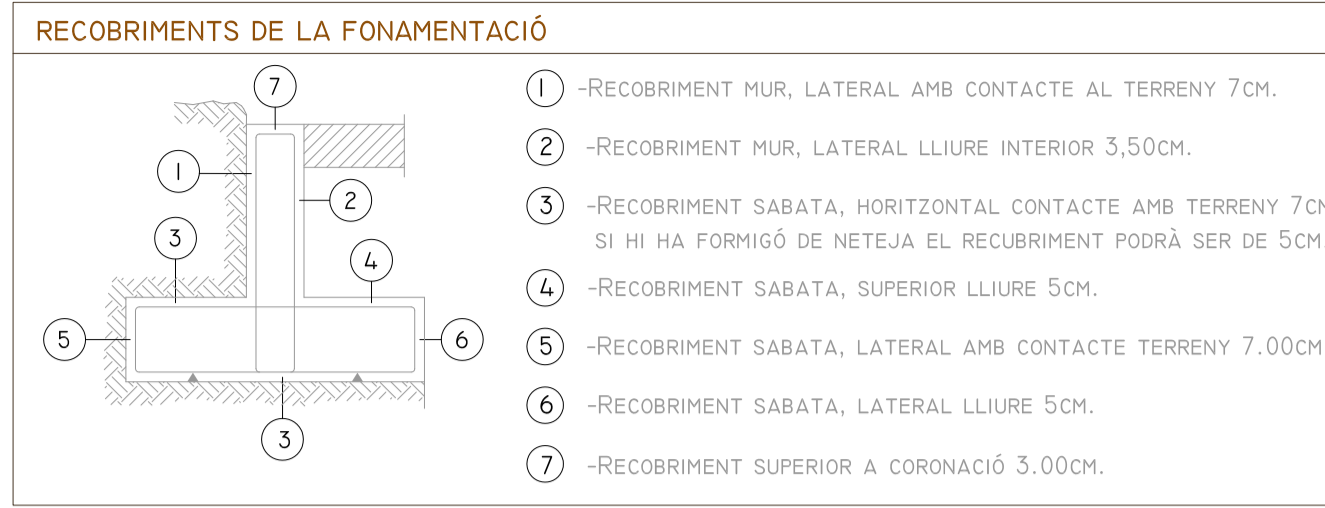 RECOBRIMENTS DE LA FONAMENTACIÓ
7
1
2
3
4
5
6
3
1 -RECOBRIMENT MUR, LATERAL AMB CONTACTE AL TERRENY 7CM.
2 -RECOBRIMENT MUR, LATERAL LLIURE INTERIOR 3,50CM.
3 -RECOBRIMENT SABATA, HORITZONTAL CONTACTE AMB TERRENY 7CM
SI HI HA FORMIGÓ DE NETEJA EL RECUBRIMENT PODRÀ SER DE 5CM.
4 -RECOBRIMENT SABATA, SUPERIOR LLIURE 5CM.
5 -RECOBRIMENT SABATA, LATERAL AMB CONTACTE TERRENY 7.00CM
6 -RECOBRIMENT SABATA, LATERAL LLIURE 5CM.
7 -RECOBRIMENT SUPERIOR A CORONACIÓ 3.00CM.